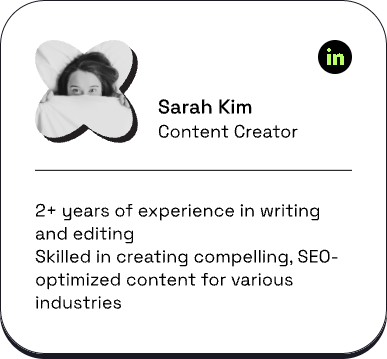 in
Sarah Kim
Content Creator
2+ years of experience in writing
and editing
Skilled in creating compelling, SEO-
optimized content for various
industries